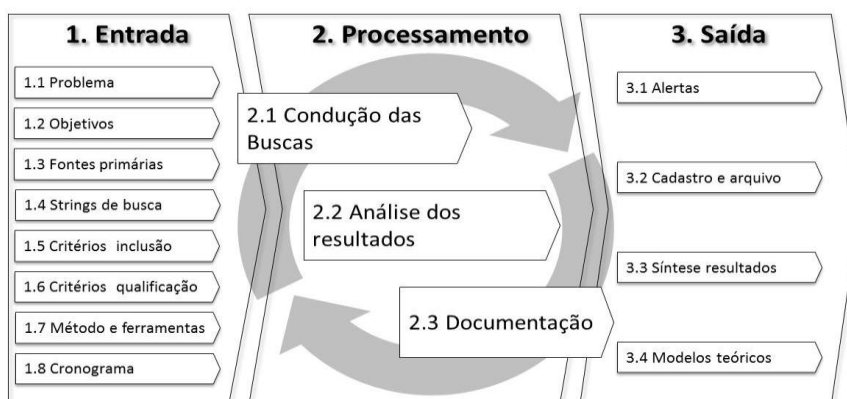 1. Entrada
1.1 Problema
1.2 Objetivos
1.3 Fontes primárias
1.4 Strings de busca
1.5 Critérios inclusão
1.6 Critérios qualificação
1.7 Método e ferramentas
1.8 Cronograma
2. Processamento
2.1 Condução das
Buscas
2.2 Análise dos
resultados
2.3 Documentação
3. Saída
3.1 Alertas
3.2 Cadastro e arquivo
3.3 Síntese resultados
3.4 Modelos teóricos